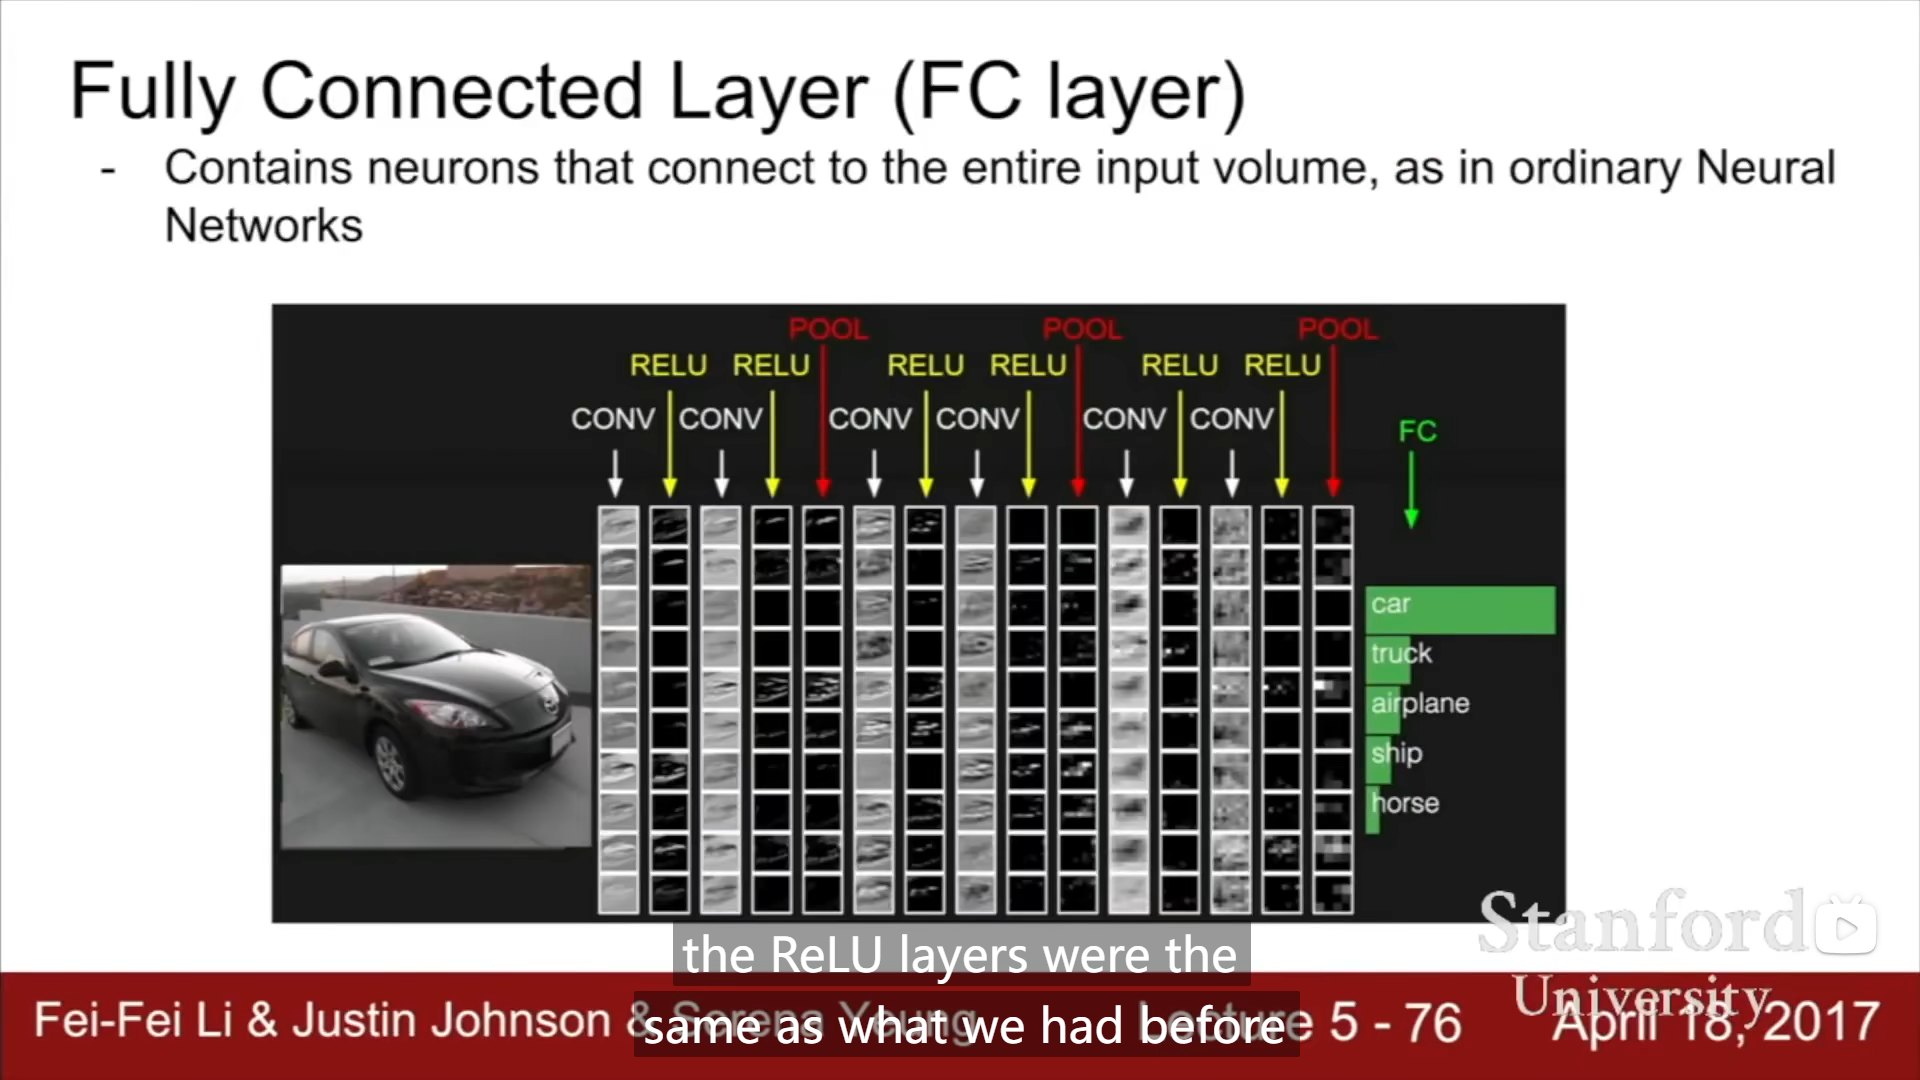 Fully Connected Layer (FC layer)
- Contains neurons that connect to the entire input volume, as in ordinary Neural
Networks
POOL POOL POOL
RELU RELU RELU RELU RELU RELU
CONV CONV CONV CONV CONV CONV
FC
car
truck
airplane
ship
horse
Stanford
University
the ReLU layers were the
same as what we had before
Fei-Fei Li & Justin Johnson & Serena Yeung Lecture 5 - 76 April 18, 2017